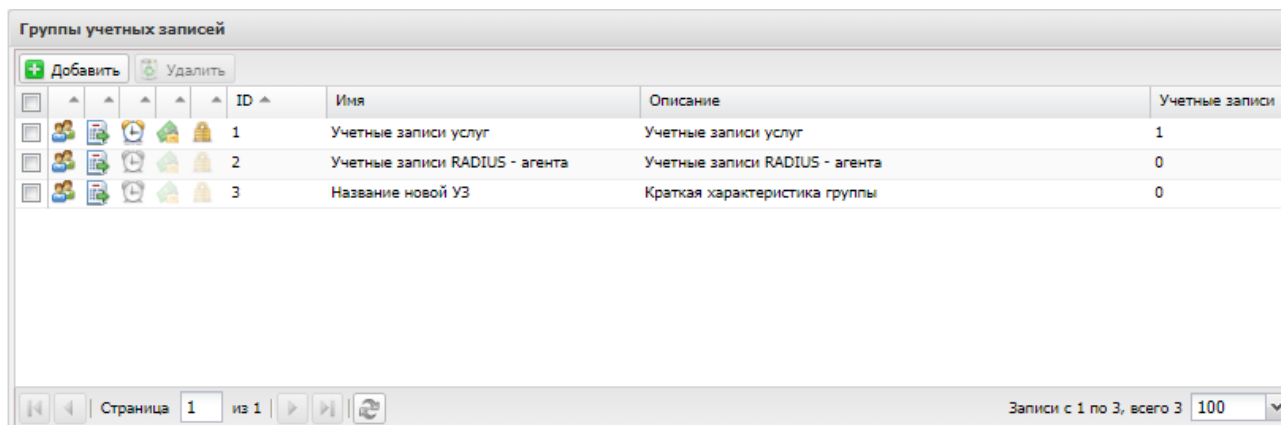 Группы учетных записей
Добавить Удалить
ID Имя Описание Учетные записи
1 Учетные записи услуг Учетные записи услуг 1
2 Учетные записи RADIUS - агента Учетные записи RADIUS - агента 0
3 Название новой УЗ Краткая характеристика группы 0
Страница 1 из 1 Записи с 1 по 3, всего 3 100